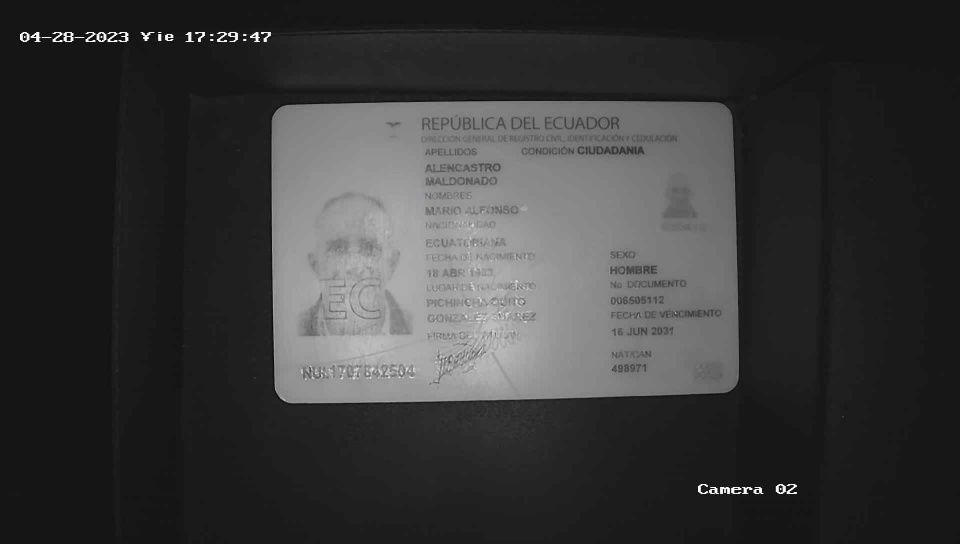 04-28-2023 Vie 17:29:47
REPÚBLICA DEL ECUADOR
DIRECCIÓN GENERAL DE REGISTRO CIVIL, IDENTIFICACIÓN Y CEDULACIÓN
APELLIDOS CONDICIÓN CIUDADANIA
ALENCASTRO
MALDONADO
NOMBRES
MARIO ALFONSO
NACIONALIDAD
ECUATORIANA
FECHA DE NACIMIENTO
18 ABR
LUGAR DE NACIMIENTO
PICHINCHA QUITO
GONZALEZ SUAREZ
FIRMA DEL TITULAR
SEXO
HOMBRE
No. DOCUMENTO
006505112
FECHA DE VENCIMIENTO
16 JUN 2031
NAT/CAN
498971
EC
NUI.1707842504
Camera 02